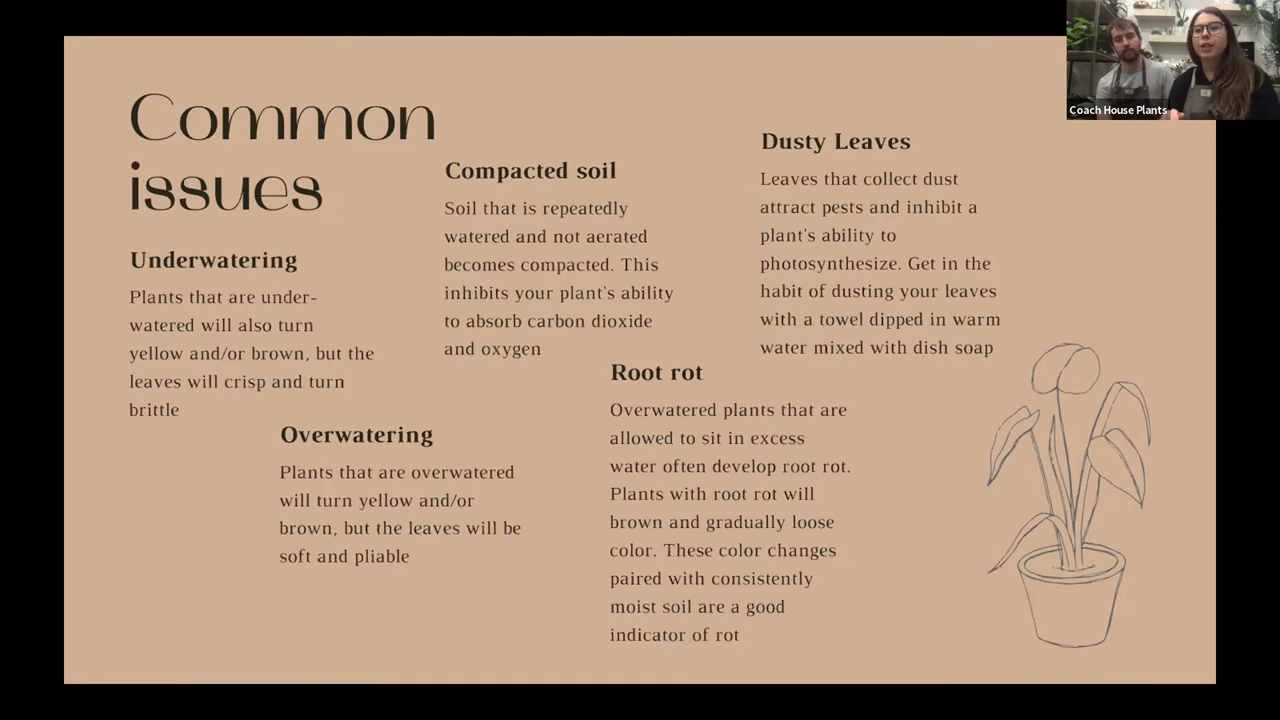 Common
issues
Underwatering
Plants that are under-
watered will also turn
yellow and/or brown, but the
leaves will crisp and turn
brittle
Overwatering
Plants that are overwatered
will turn yellow and/or
brown, but the leaves will be
soft and pliable
Compacted soil
Soil that is repeatedly
watered and not aerated
becomes compacted. This
inhibits your plant's ability
to absorb carbon dioxide
and oxygen
Root rot
Overwatered plants that are
allowed to sit in excess
water often develop root rot.
Plants with root rot will
brown and gradually loose
color. These color changes
paired with consistently
moist soil are a good
indicator of rot
Dusty Leaves
Leaves that collect dust
attract pests and inhibit a
plant's ability to
photosynthesize. Get in the
habit of dusting your leaves
with a towel dipped in warm
water mixed with dish soap
Coach House Plants